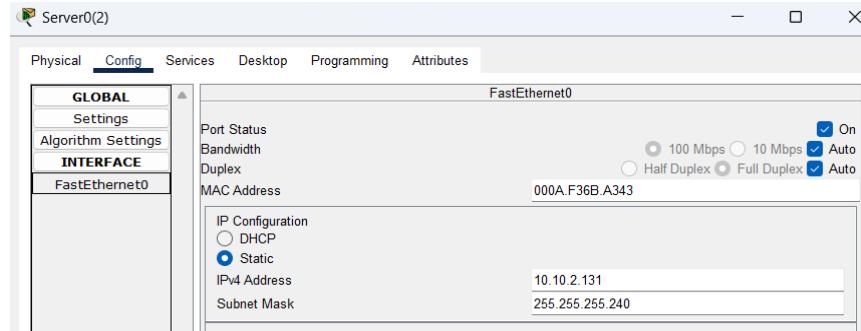 Server0(2)
Physical Config Services Desktop Programming Attributes
GLOBAL
Settings
Algorithm Settings
INTERFACE
FastEthernet0
FastEthernet0
Port Status On
Bandwidth 100 Mbps 10 Mbps Auto
Duplex Half Duplex Full Duplex Auto
MAC Address 000A.F36B.A343
IP Configuration
DHCP
Static
IPv4 Address 10.10.2.131
Subnet Mask 255.255.255.240